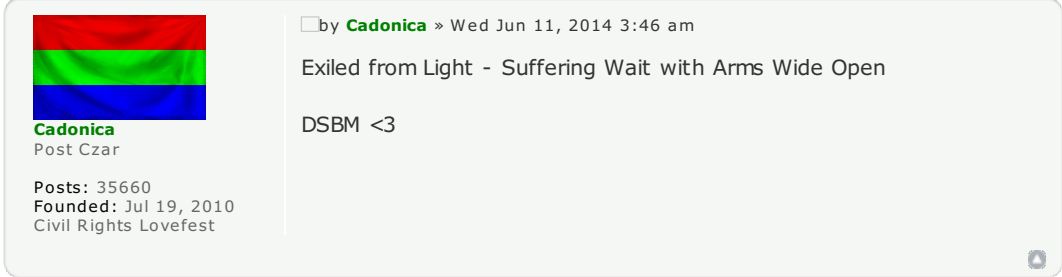 by Cadonica » Wed Jun 11, 2014 3:46 am
Exiled from Light - Suffering Wait with Arms Wide Open
DSBM <3
Cadonica
Post Czar
Posts: 35660
Founded: Jul 19, 2010
Civil Rights Lovefest